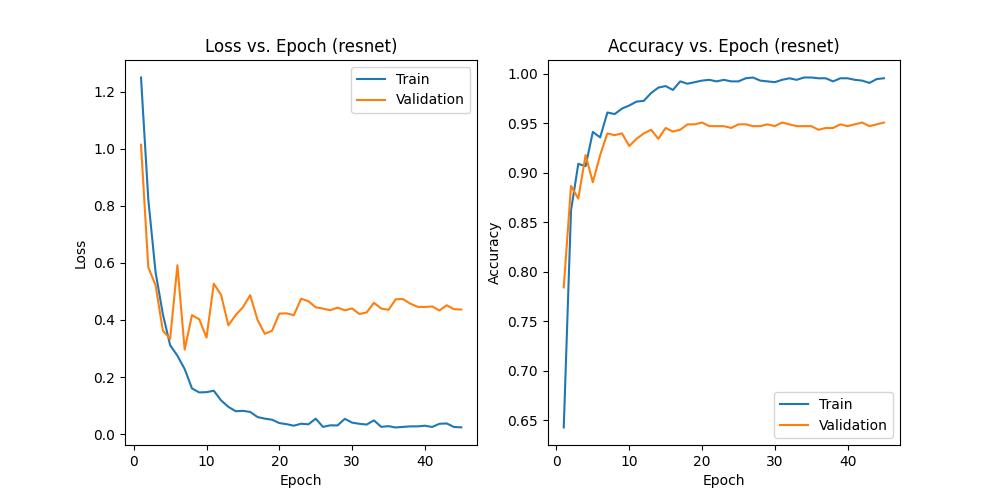 Loss vs. Epoch (resnet)
Train
Validation
Loss
1.2
1.0
0.8
0.6
0.4
0.2
0.0
0 10 20 30 40
Epoch
Accuracy vs. Epoch (resnet)
Accuracy
1.00
0.95
0.90
0.85
0.80
0.75
0.70
0.65
Train
Validation
0 10 20 30 40
Epoch